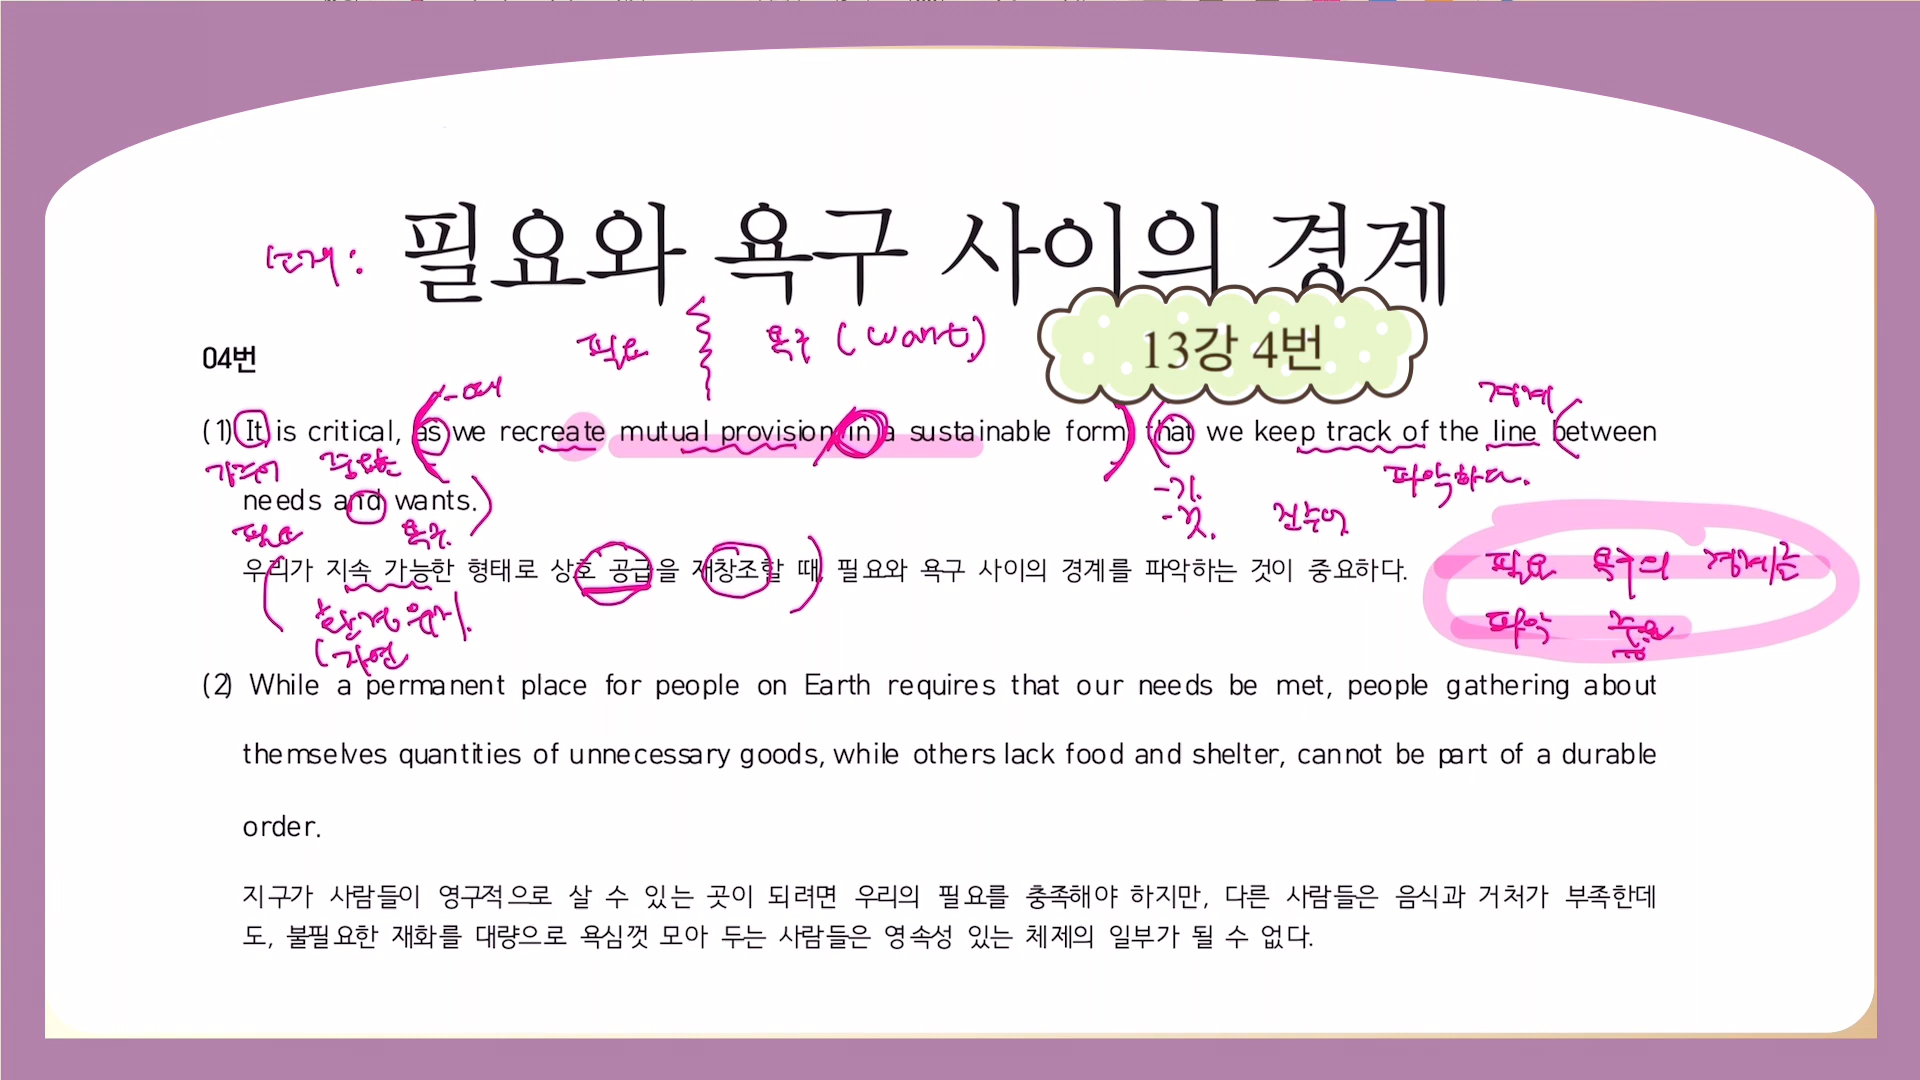 소재 : 필요와 욕구 사이의 경계
필요 욕구 (want)
13강 4번
04번
-때
경계
(1) It is critical, as we recreate mutual provision in a sustainable form, that we keep track of the line between
가주어 중요한 파악하다.
-기.
needs and wants.
-것. 진주어
필요 욕구.
우리가 지속 가능한 형태로 상호 공급을 재창조할 때, 필요와 욕구 사이의 경계를 파악하는 것이 중요하다.
필요 욕구의 경계를
환경 유지.
파악 중요
자연
(2) While a permanent place for people on Earth requires that our needs be met, people gathering about
themselves quantities of unnecessary goods, while others lack food and shelter, cannot be part of a durable
order.
지구가 사람들이 영구적으로 살 수 있는 곳이 되려면 우리의 필요를 충족해야 하지만, 다른 사람들은 음식과 거처가 부족한데
도, 불필요한 재화를 대량으로 욕심껏 모아 두는 사람들은 영속성 있는 체제의 일부가 될 수 없다.